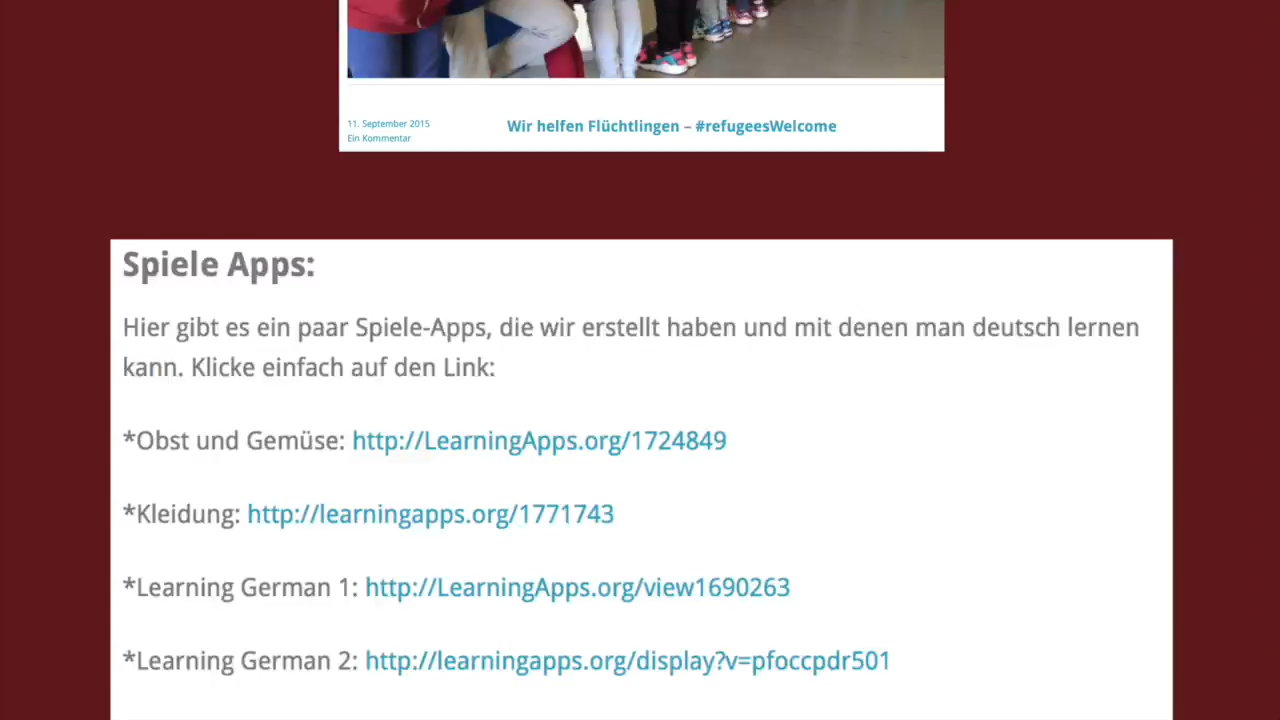 11. September 2015
Ein Kommentar
Wir helfen Flüchtlingen – #refugeesWelcome
Spiele Apps:
Hier gibt es ein paar Spiele-Apps, die wir erstellt haben und mit denen man deutsch lernen
kann. Klicke einfach auf den Link:
*Obst und Gemüse: http://LearningApps.org/1724849
*Kleidung: http://learningapps.org/1771743
*Learning German 1: http://LearningApps.org/view1690263
*Learning German 2: http://learningapps.org/display?v=pfoccpdr501